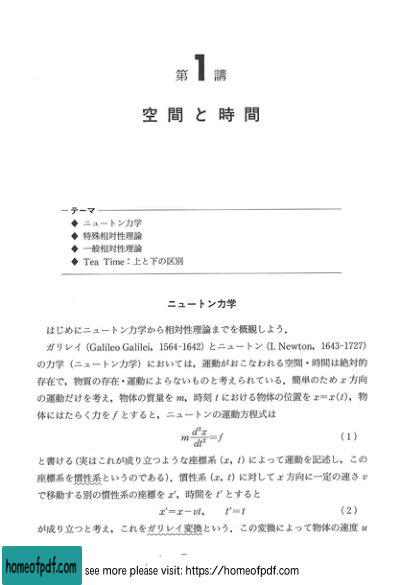 第1講
空間と時間
テーマ
◆ ニュートン力学
◆ 特殊相対性理論
◆ 一般相対性理論
◆ Tea Time：上と下の区別
ニュートン力学
はじめにニュートン力学から相対性理論までを概観しよう．
ガリレイ (Galileo Galilei, 1564-1642) とニュートン (I. Newton, 1643-1727)
の力学（ニュートン力学）においては，運動がおこなわれる空間・時間は絶対的
存在で，物質の存在・運動によらないものと考えられている．簡単のため x 方向
の運動だけを考え，物体の質量を m，時刻 t における物体の位置を x=x(t)，物
体にはたらく力を f とすると，ニュートンの運動方程式は
m d²x/dt² = f (1)
と書ける（実はこれが成り立つような座標系 (x, t) によって運動を記述し，この
座標系を慣性系というのである）．慣性系 (x, t) に対して x 方向に一定の速さ v
で移動する別の慣性系の座標を x′，時間を t′ とすると
x′=x−vt, t′=t (2)
が成り立つと考え，これをガリレイ変換という．この変換によって物体の速度 u
homeofpdf.com
see more please visit: https://homeofpdf.com